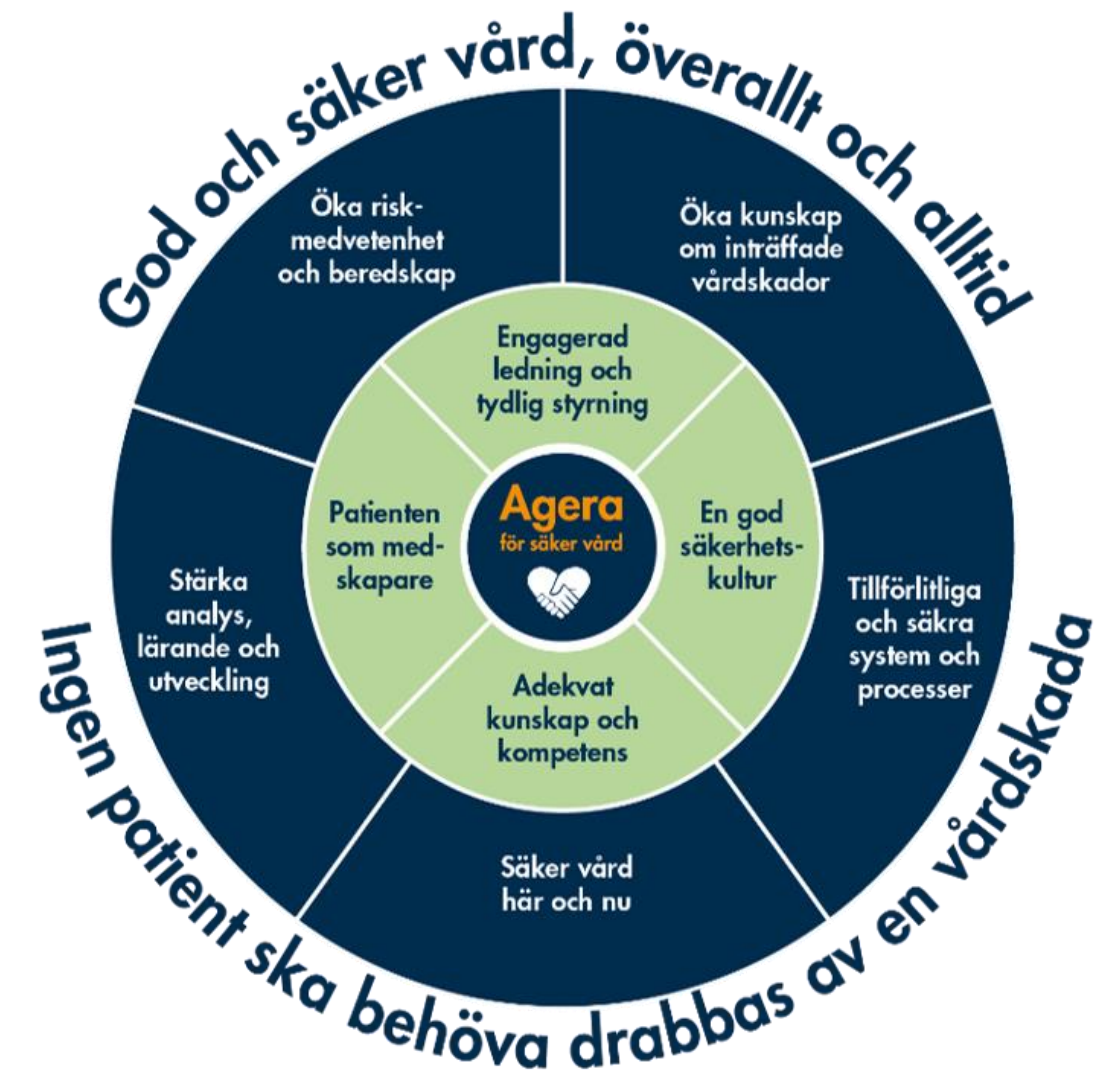 God och säker vård, överallt och alltid
Öka risk-
medvetenhet
och beredskap
Öka kunskap
om inträffade
vårdskador
Engagerad
ledning och
tydlig styrning
Patienten
som med-
skapare
Agera
för säker vård
En god
säkerhets-
kultur
Stärka
analys,
lärande och
utveckling
Tillförlitliga
och säkra
system och
processer
Adekvat
kunskap och
kompetens
Säker vård
här och nu
Ingen patient ska behöva drabbas av en vårdskada